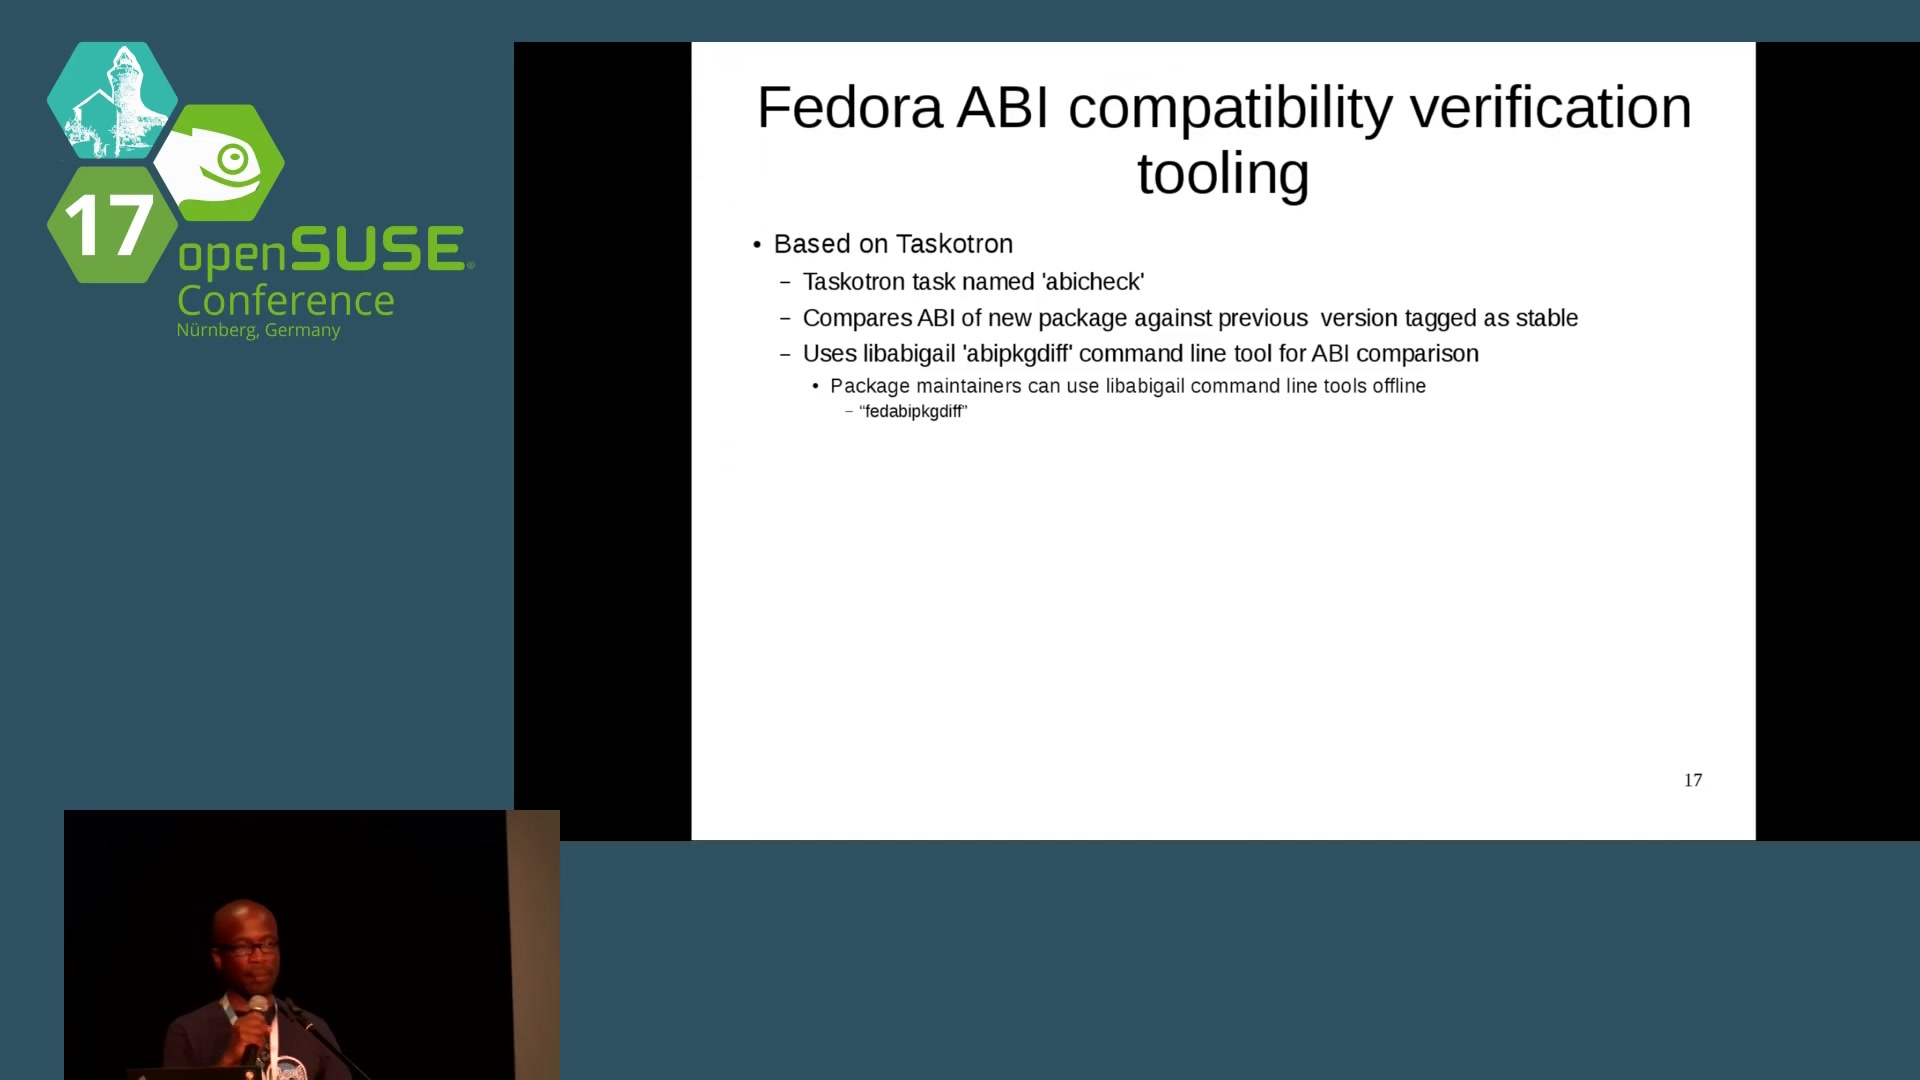 17
openSUSE
Conference
Nürnberg, Germany
Fedora ABI compatibility verification
tooling
• Based on Taskotron
– Taskotron task named 'abicheck'
– Compares ABI of new package against previous version tagged as stable
– Uses libabigail 'abipkgdiff' command line tool for ABI comparison
• Package maintainers can use libabigail command line tools offline
– “fedabipkgdiff”
17